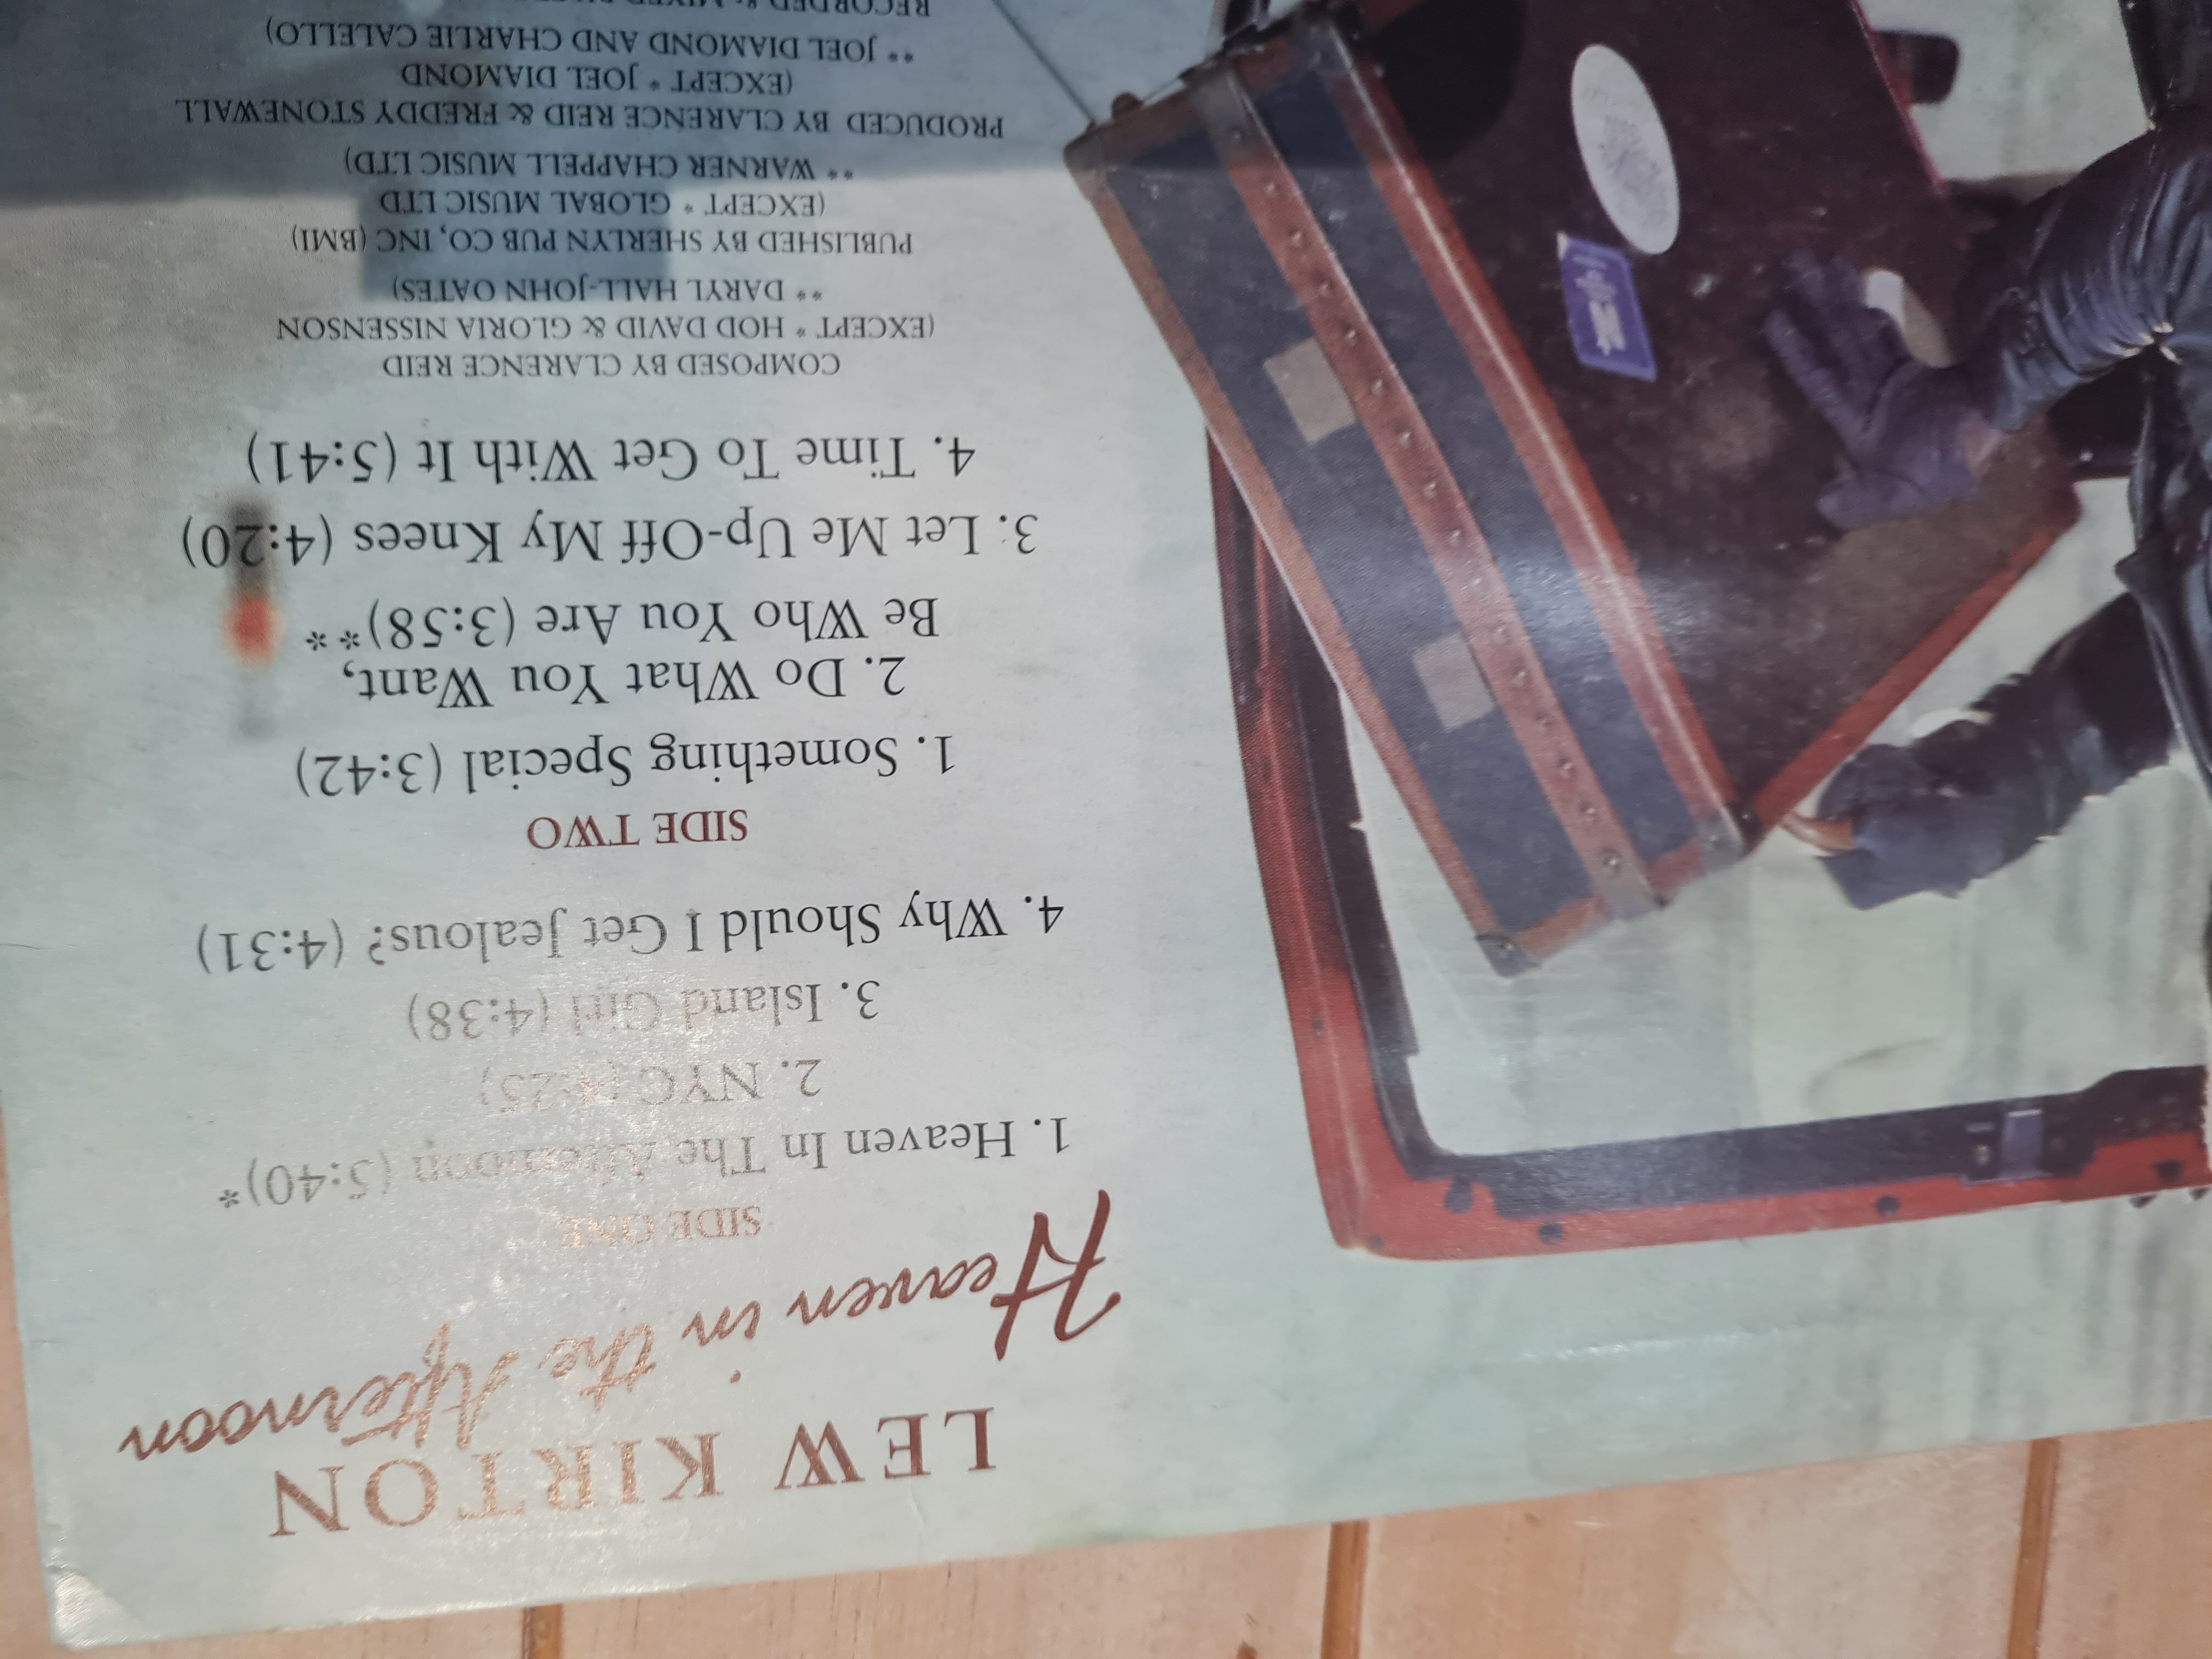 LEW KIRTON
Heaven in the Afternoon
SIDE ONE
1. Heaven In The Afternoon (5:40)*
2. NYC (4:25)
3. Island Girl (4:38)
4. Why Should I Get Jealous? (4:31)
SIDE TWO
1. Something Special (3:42)
2. Do What You Want,
Be Who You Are (3:58)**
3. Let Me Up-Off My Knees (4:20)
4. Time To Get With It (5:41)
COMPOSED BY CLARENCE REID
(EXCEPT * HOD DAVID & GLORIA NISSENSON
** DARYL HALL-JOHN OATES)
PUBLISHED BY SHERLYN PUB CO, INC (BMI)
(EXCEPT * GLOBAL MUSIC LTD
** WARNER CHAPPELL MUSIC LTD)
PRODUCED BY CLARENCE REID & FREDDY STONEWALL
(EXCEPT * JOEL DIAMOND
** JOEL DIAMOND AND CHARLIE CALELLO)
RECORDED & MIXED